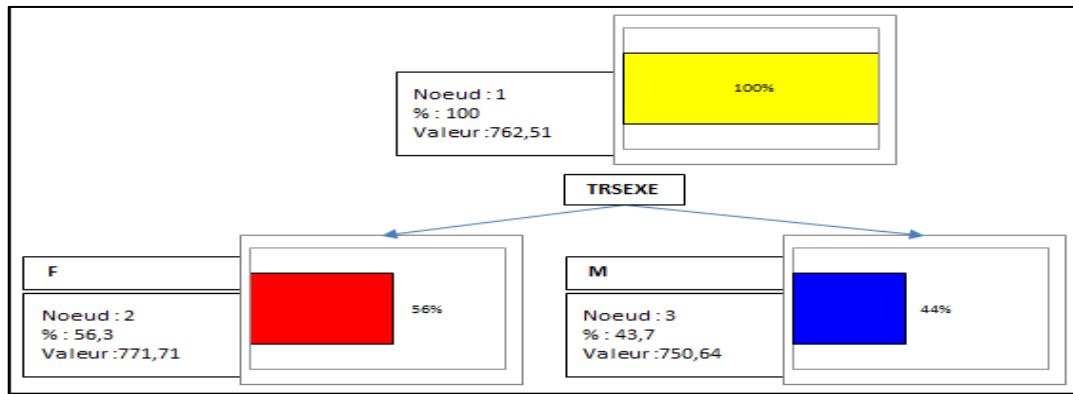 100%
Noeud : 1
% : 100
Valeur :762,51
TRSEXE
F
Noeud : 2
% : 56,3
Valeur :771,71
56%
M
Noeud : 3
% : 43,7
Valeur :750,64
44%